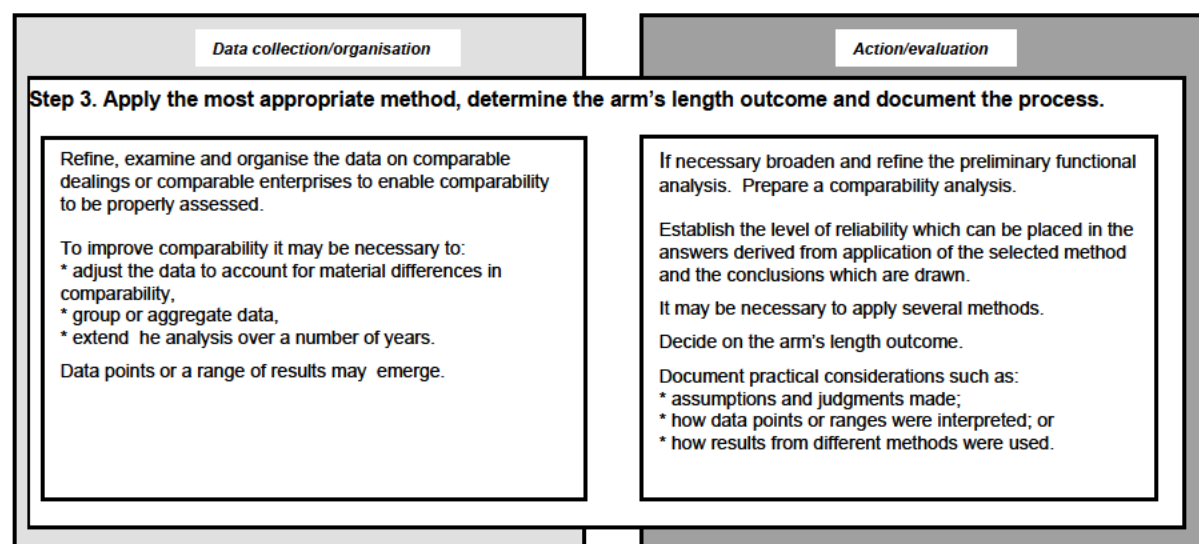 Data collection/organisation
Action/evaluation
Step 3. Apply the most appropriate method, determine the arm's length outcome and document the process.
Refine, examine and organise the data on comparable
dealings or comparable enterprises to enable comparability
to be properly assessed.
To improve comparability it may be necessary to:
* adjust the data to account for material differences in
comparability,
* group or aggregate data,
* extend he analysis over a number of years.
Data points or a range of results may emerge.
If necessary broaden and refine the preliminary functional
analysis. Prepare a comparability analysis.
Establish the level of reliability which can be placed in the
answers derived from application of the selected method
and the conclusions which are drawn.
It may be necessary to apply several methods.
Decide on the arm's length outcome.
Document practical considerations such as:
* assumptions and judgments made;
* how data points or ranges were interpreted; or
* how results from different methods were used.